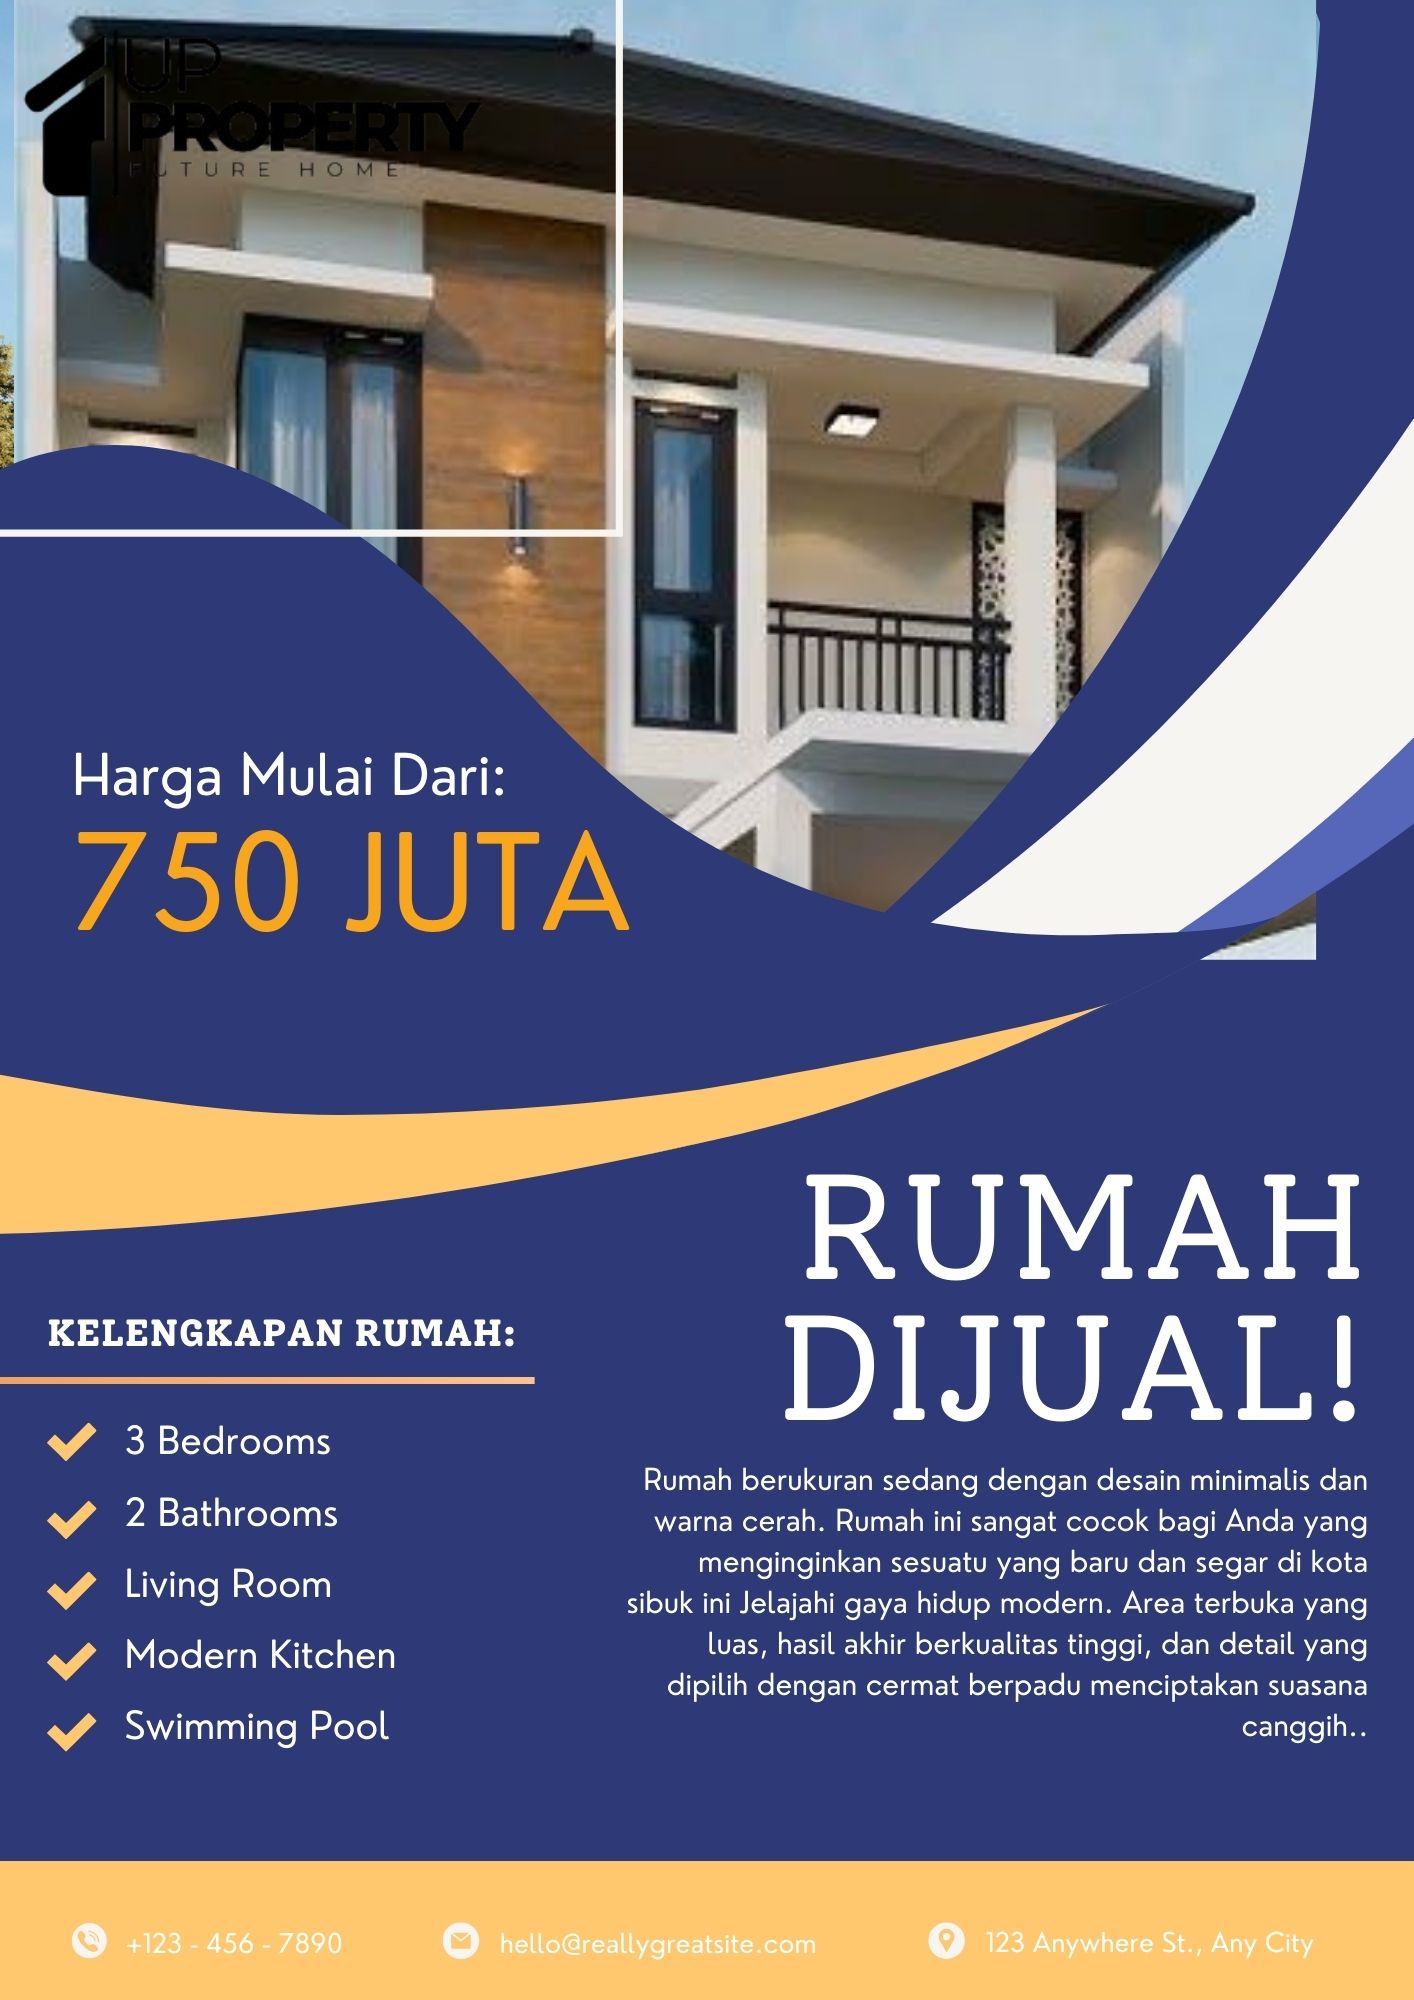 UP
PROPERTY
FUTURE HOME
Harga Mulai Dari:
750 JUTA
RUMAH
DIJUAL!
KELENGKAPAN RUMAH:
3 Bedrooms
2 Bathrooms
Living Room
Modern Kitchen
Swimming Pool
Rumah berukuran sedang dengan desain minimalis dan
warna cerah. Rumah ini sangat cocok bagi Anda yang
menginginkan sesuatu yang baru dan segar di kota
sibuk ini Jelajahi gaya hidup modern. Area terbuka yang
luas, hasil akhir berkualitas tinggi, dan detail yang
dipilih dengan cermat berpadu menciptakan suasana
canggih..
+123 - 456 - 7890
hello@reallygreatsite.com
123 Anywhere St., Any City